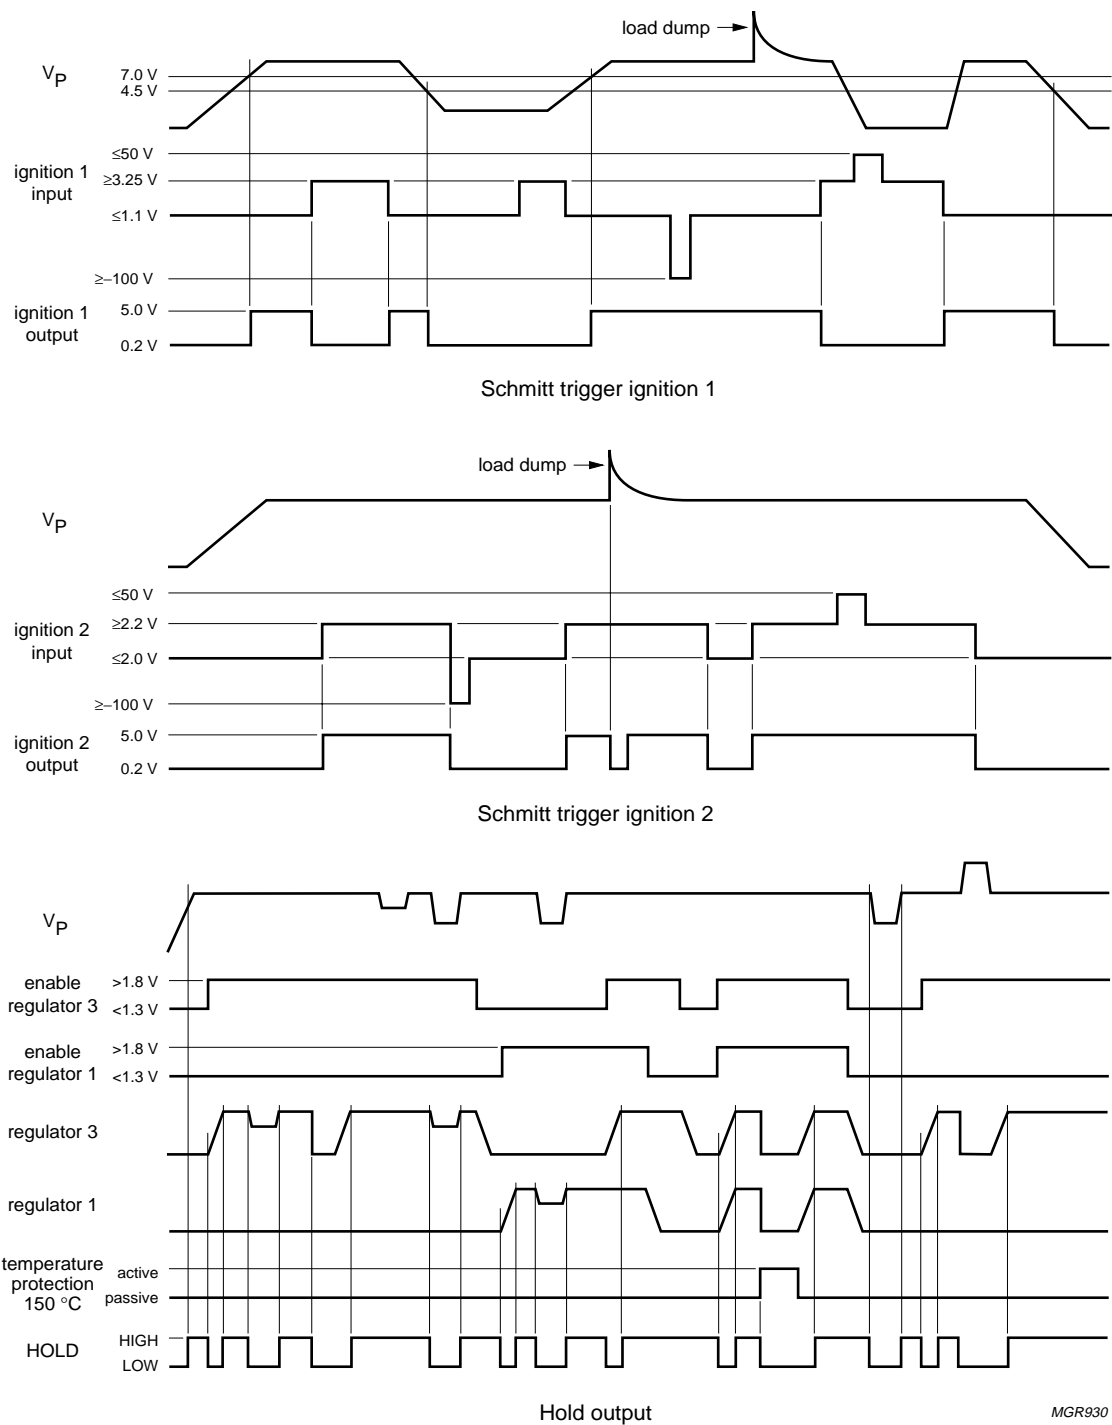 load dump
VP
7.0 V
4.5 V
≤50 V
ignition 1
input
≥3.25 V
≤1.1 V
≥−100 V
ignition 1
output
5.0 V
0.2 V
Schmitt trigger ignition 1
load dump
VP
≤50 V
ignition 2
input
≥2.2 V
≤2.0 V
≥−100 V
ignition 2
output
5.0 V
0.2 V
Schmitt trigger ignition 2
VP
enable
regulator 3
>1.8 V
<1.3 V
enable
regulator 1
>1.8 V
<1.3 V
regulator 3
regulator 1
temperature
protection
150 °C
active
passive
HOLD
HIGH
LOW
Hold output
MGR930